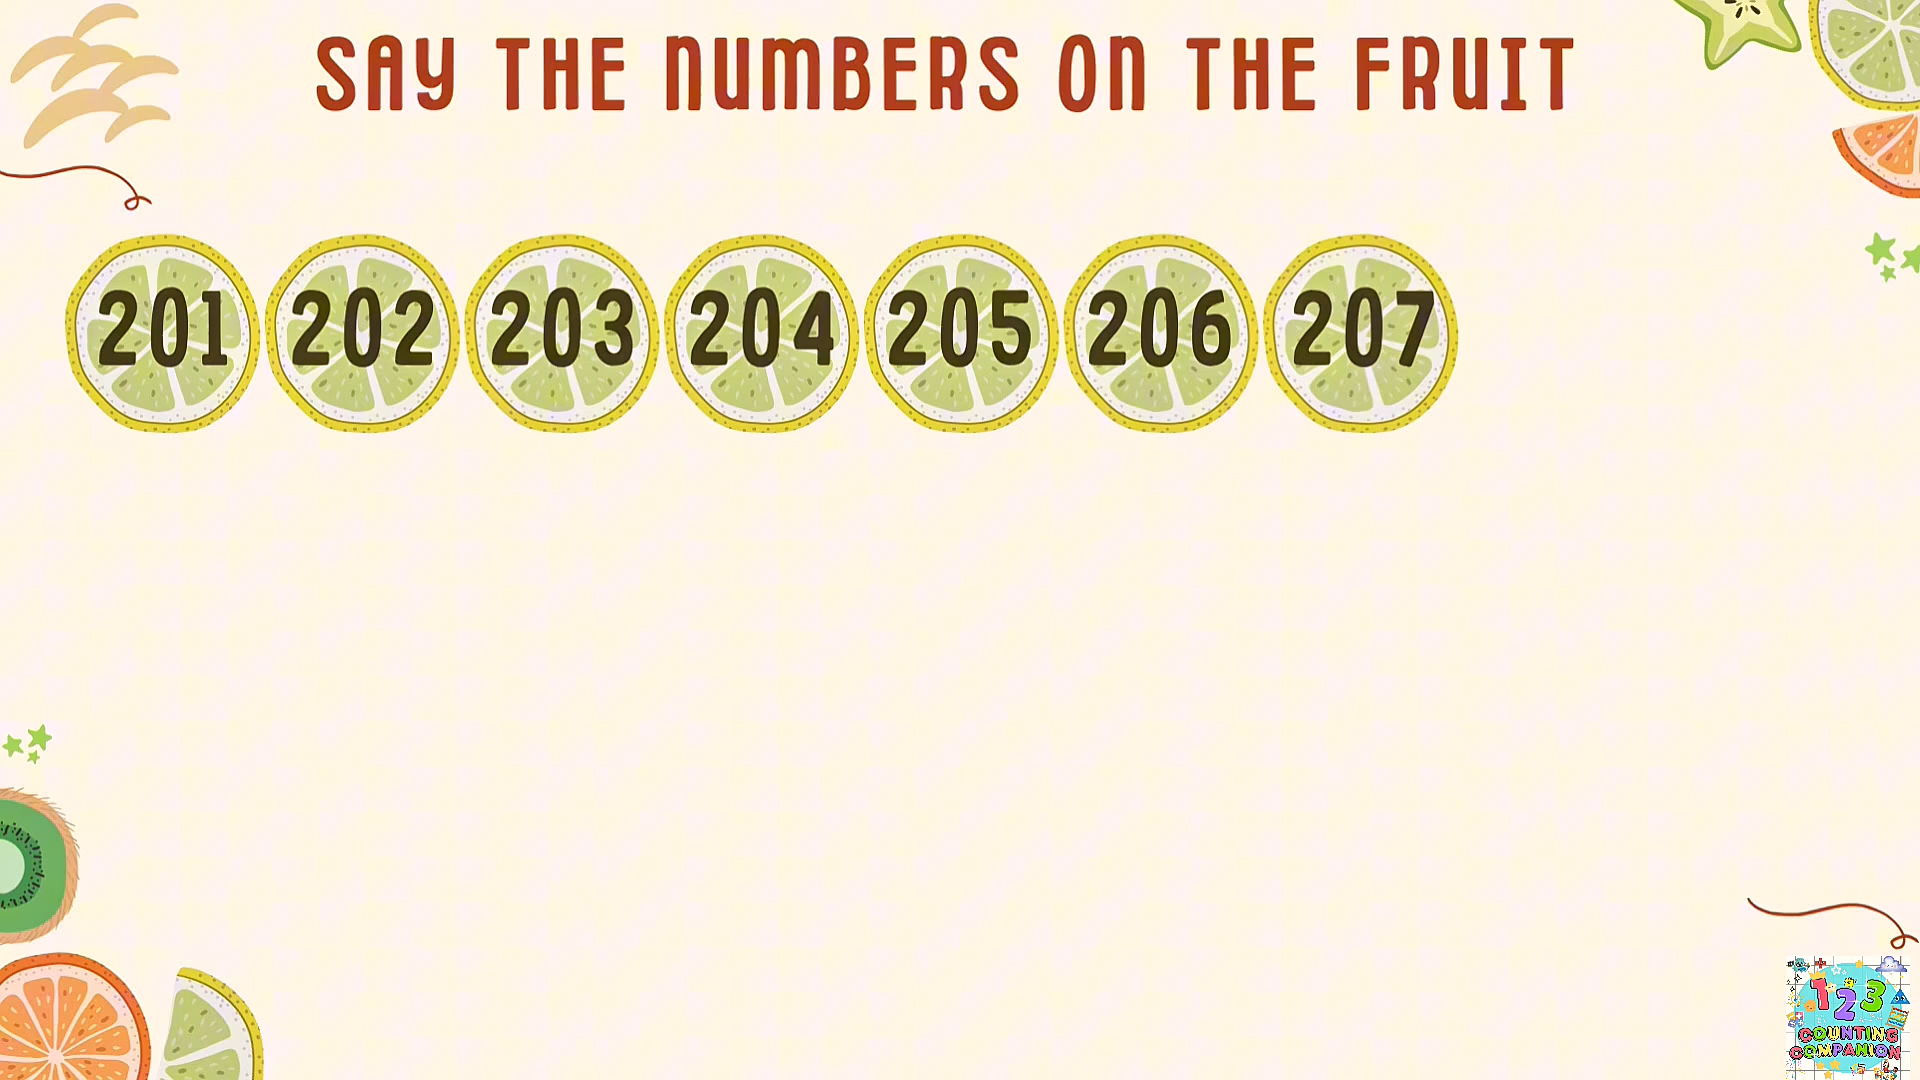 SAY THE NUMBERS ON THE FRUIT
201 202 203 204 205 206 207
123
COUNTING
COMPANION